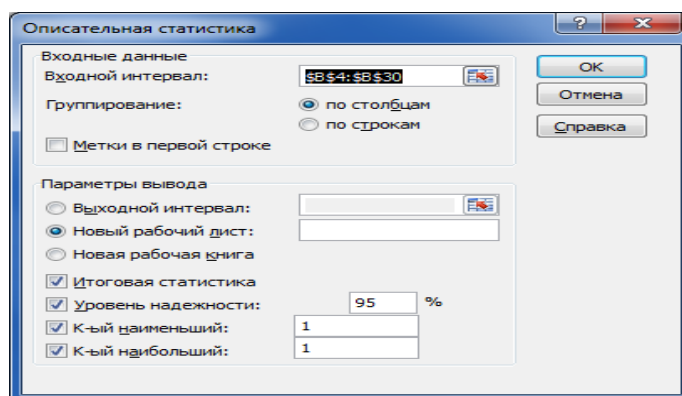 Описательная статистика
Входные данные
Входной интервал: $B$4:$B$30
Группирование: по столбцам
по строкам
Метки в первой строке
OK
Отмена
Справка
Параметры вывода
Выходной интервал:
Новый рабочий лист:
Новая рабочая книга
Итоговая статистика
Уровень надежности: 95 %
К-ый наименьший: 1
К-ый наибольший: 1